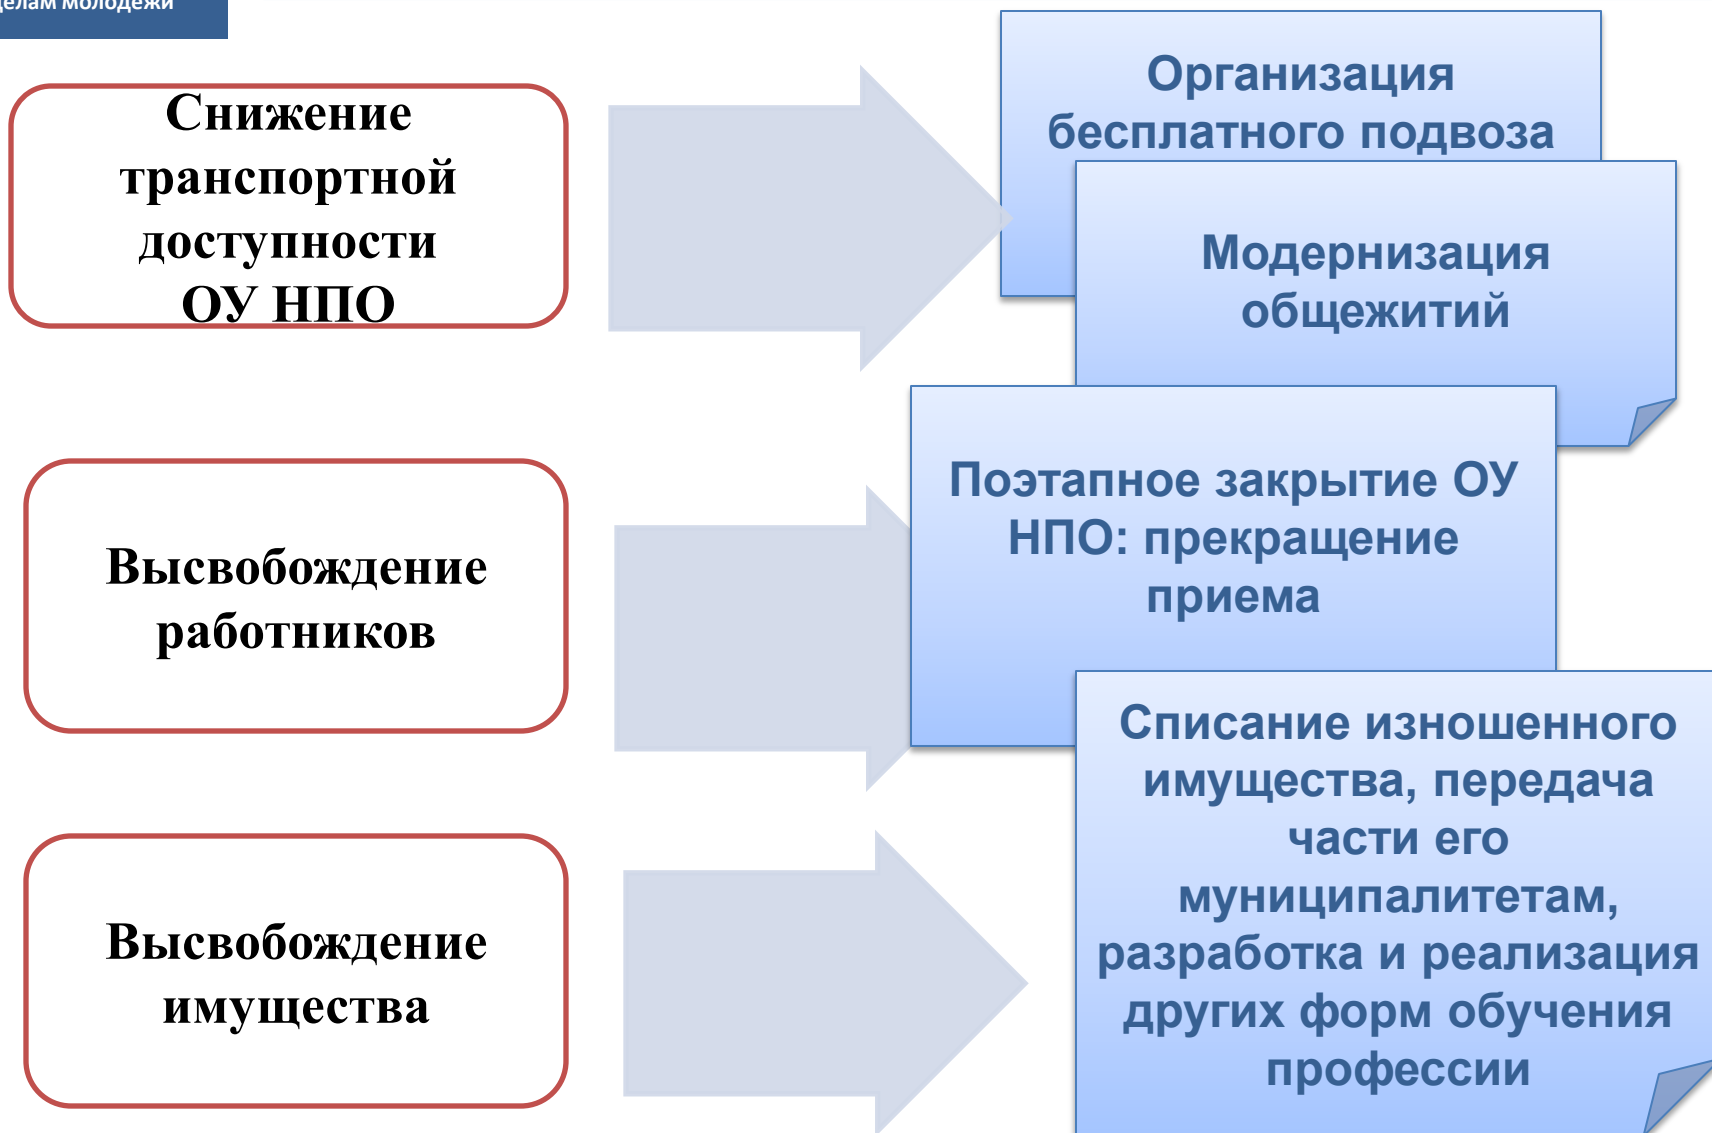 делам молодежи
Снижение
транспортной
доступности
ОУ НПО
Организация
бесплатного подвоза
Модернизация
общежитий
Высвобождение
работников
Поэтапное закрытие ОУ
НПО: прекращение
приема
Высвобождение
имущества
Списание изношенного
имущества, передача
части его
муниципалитетам,
разработка и реализация
других форм обучения
профессии